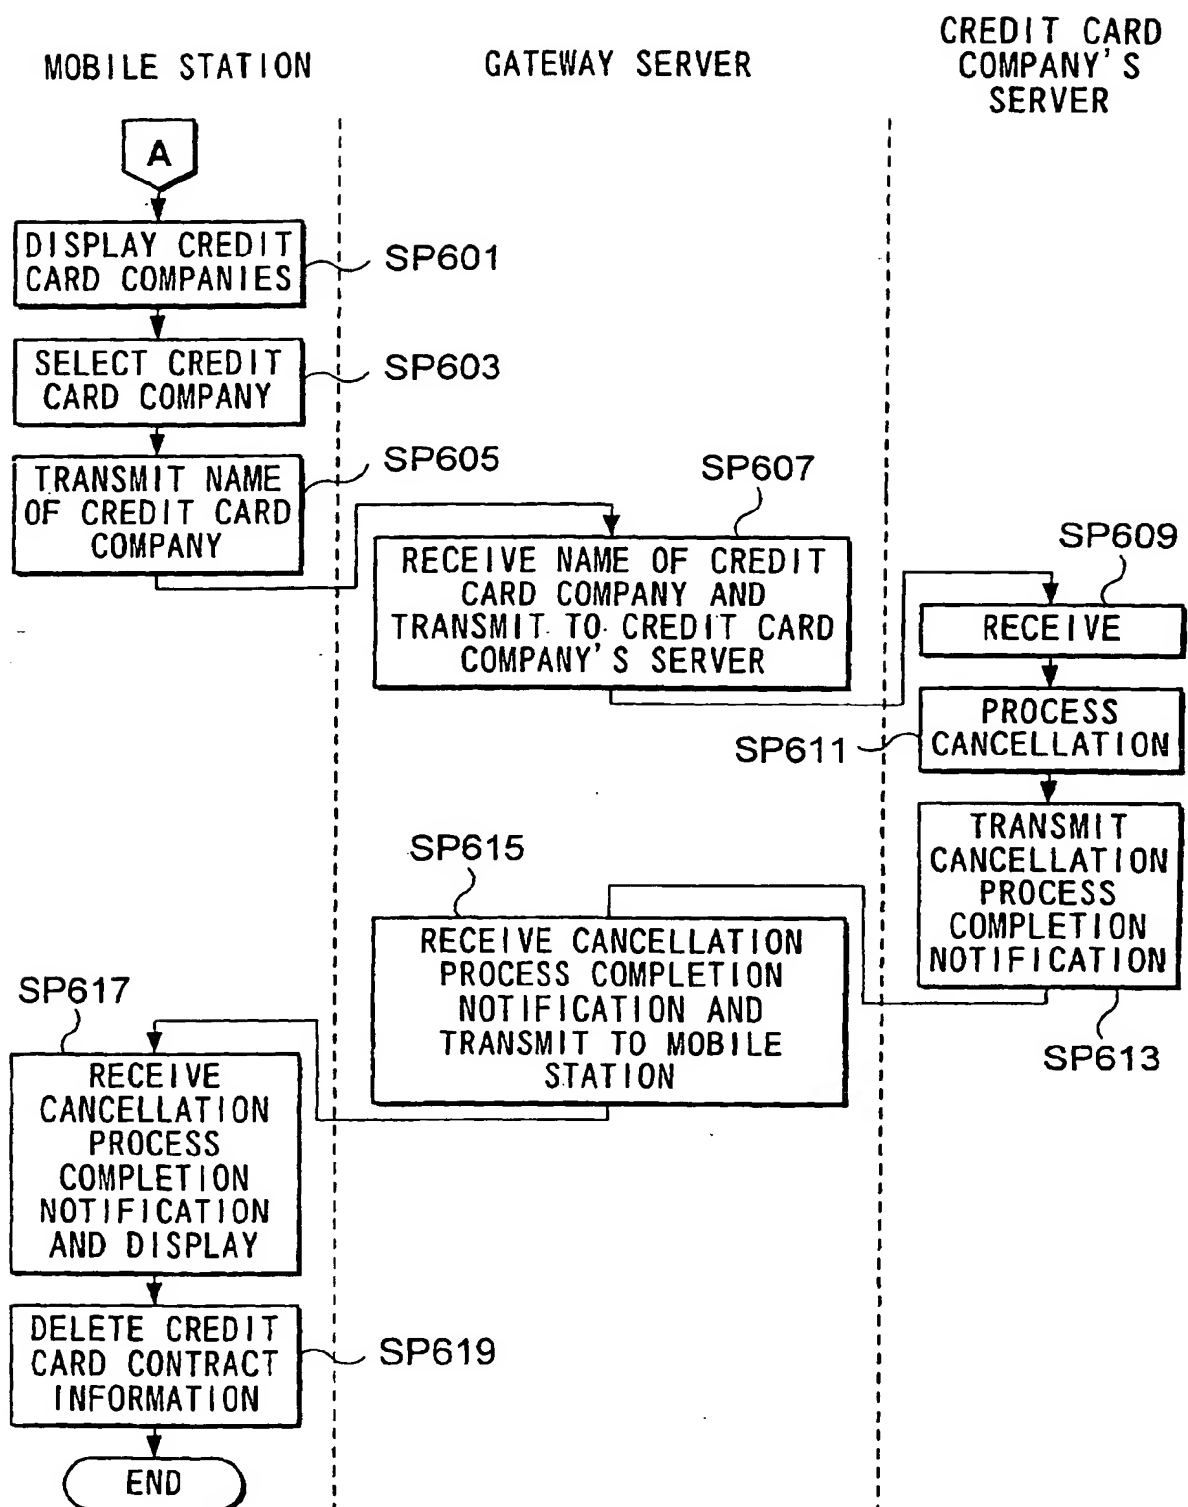 MOBILE STATION
GATEWAY SERVER
CREDIT CARD
COMPANY'S
SERVER
A
DISPLAY CREDIT
CARD COMPANIES
SP601
SELECT CREDIT
CARD COMPANY
SP603
TRANSMIT NAME
OF CREDIT CARD
COMPANY
SP605
SP607
RECEIVE NAME OF CREDIT
CARD COMPANY AND
TRANSMIT TO CREDIT CARD
COMPANY'S SERVER
SP609
RECEIVE
PROCESS
CANCELLATION
SP611
TRANSMIT
CANCELLATION
PROCESS
COMPLETION
NOTIFICATION
SP613
SP615
RECEIVE CANCELLATION
PROCESS COMPLETION
NOTIFICATION AND
TRANSMIT TO MOBILE
STATION
SP617
RECEIVE
CANCELLATION
PROCESS
COMPLETION
NOTIFICATION
AND DISPLAY
DELETE CREDIT
CARD CONTRACT
INFORMATION
SP619
END